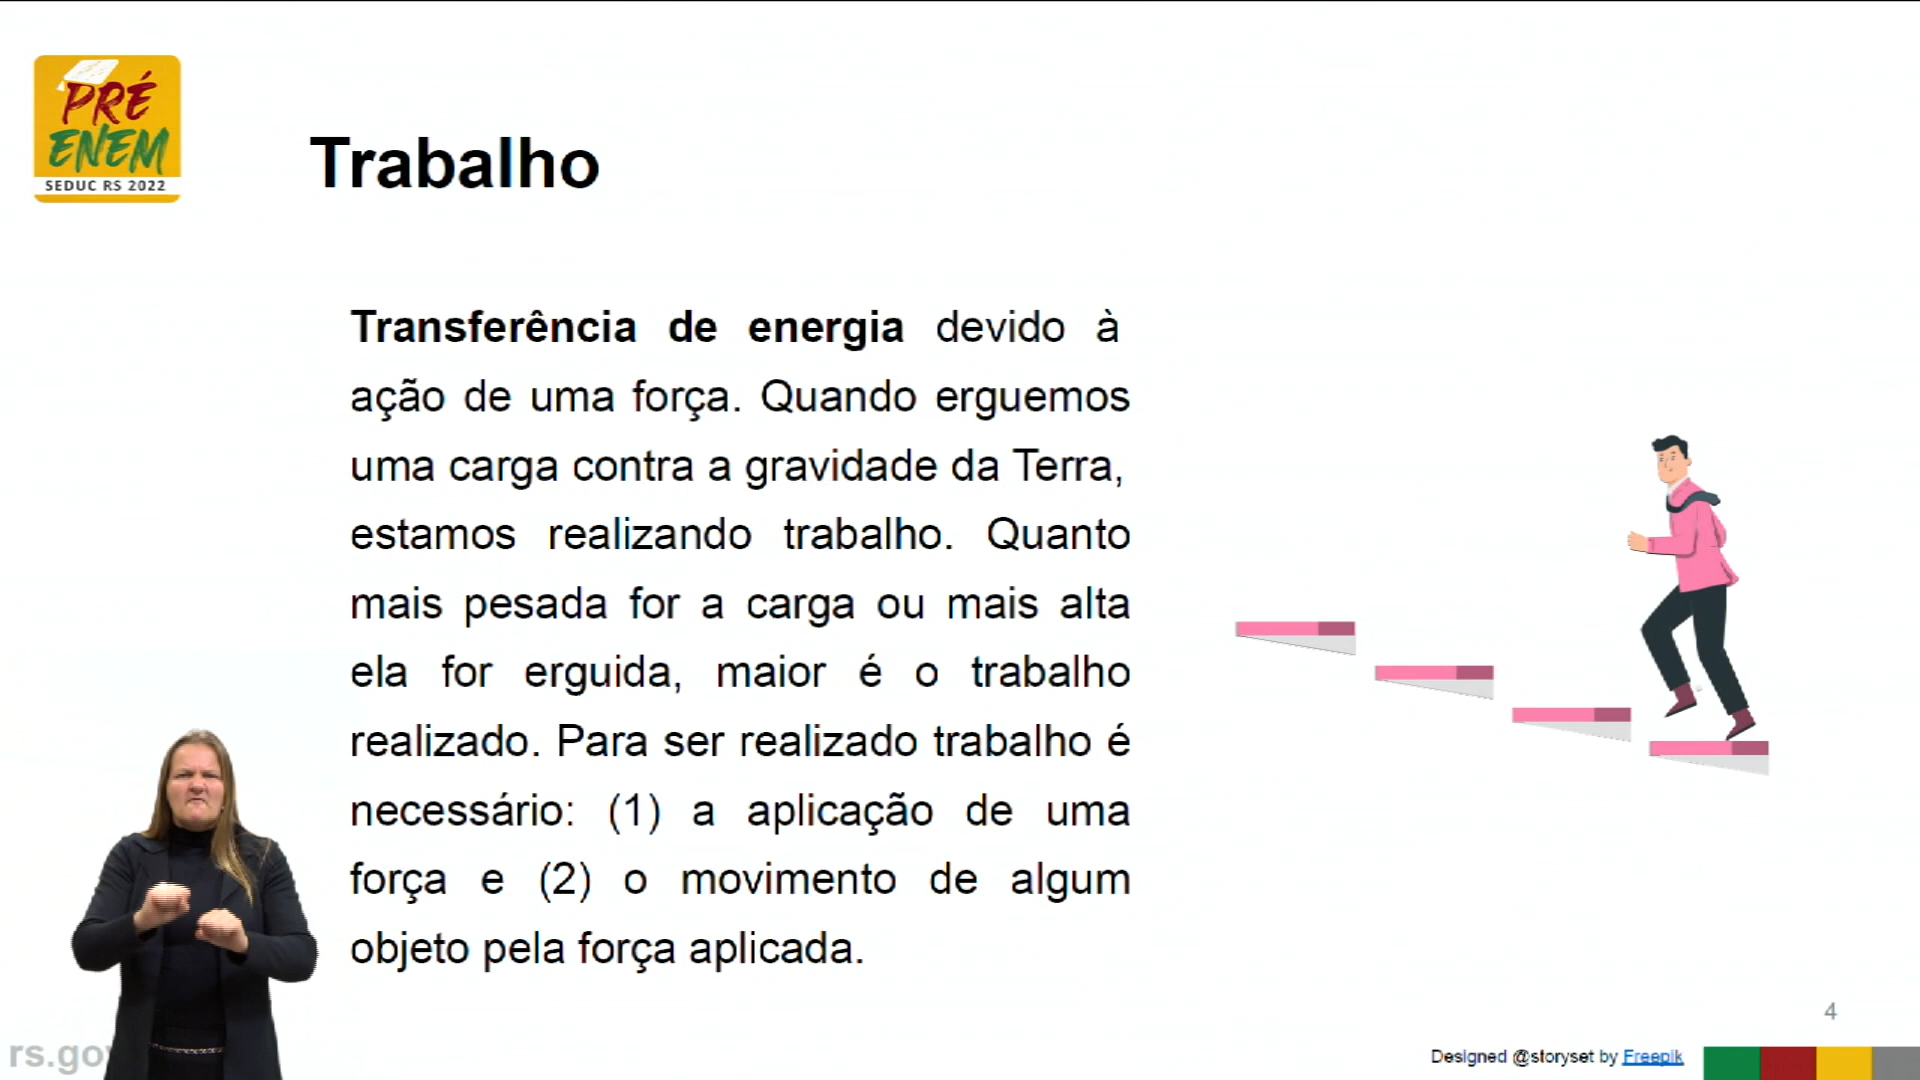 PRÉ
ENEM
SEDUC RS 2022
Trabalho
Transferência de energia devido à
ação de uma força. Quando erguemos
uma carga contra a gravidade da Terra,
estamos realizando trabalho. Quanto
mais pesada for a carga ou mais alta
ela for erguida, maior é o trabalho
realizado. Para ser realizado trabalho é
necessário: (1) a aplicação de uma
força e (2) o movimento de algum
objeto pela força aplicada.
4
rs.gov
Designed @storyset by Freepik